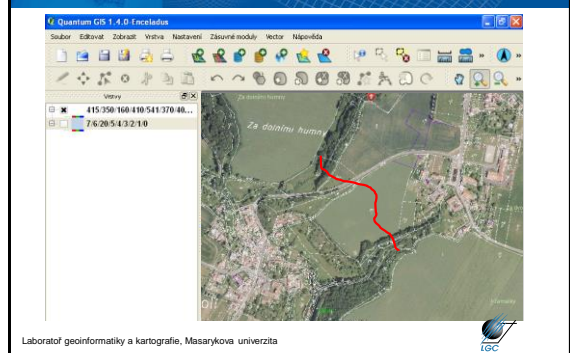 Quantum GIS 1.4.0-Enceladus
Soubor Editovat Zobrazit Vrstva Nastavení Zásuvné moduly Vector Nápověda
Vrstvy
415/350/160/410/541/370/40...
7/6/20/5/4/3/2/1/0
Za dolními humny
Za dolními humny
Laboratoř geoinformatiky a kartografie, Masarykova univerzita
LGC